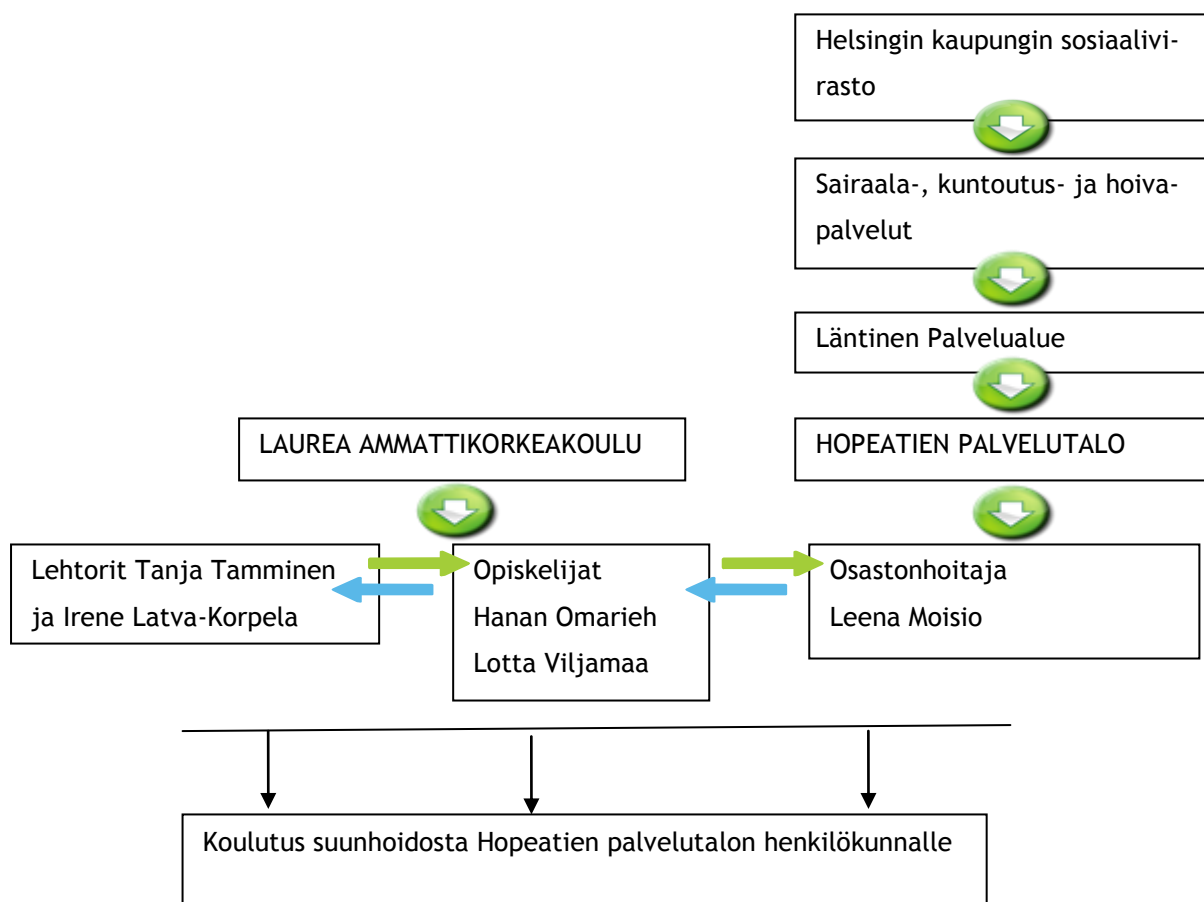 Helsingin kaupungin sosiaalivi-
rasto
Sairaala-, kuntoutus- ja hoiva-
palvelut
Läntinen Palvelualue
LAUREA AMMATTIKORKEAKOULU
HOPEATIEN PALVELUTALO
Lehtorit Tanja Tamminen
ja Irene Latva-Korpela
Opiskelijat
Hanan Omarieh
Lotta Viljamaa
Osastonhoitaja
Leena Moisio
Koulutus suunhoidosta Hopeatien palvelutalon henkilökunnalle